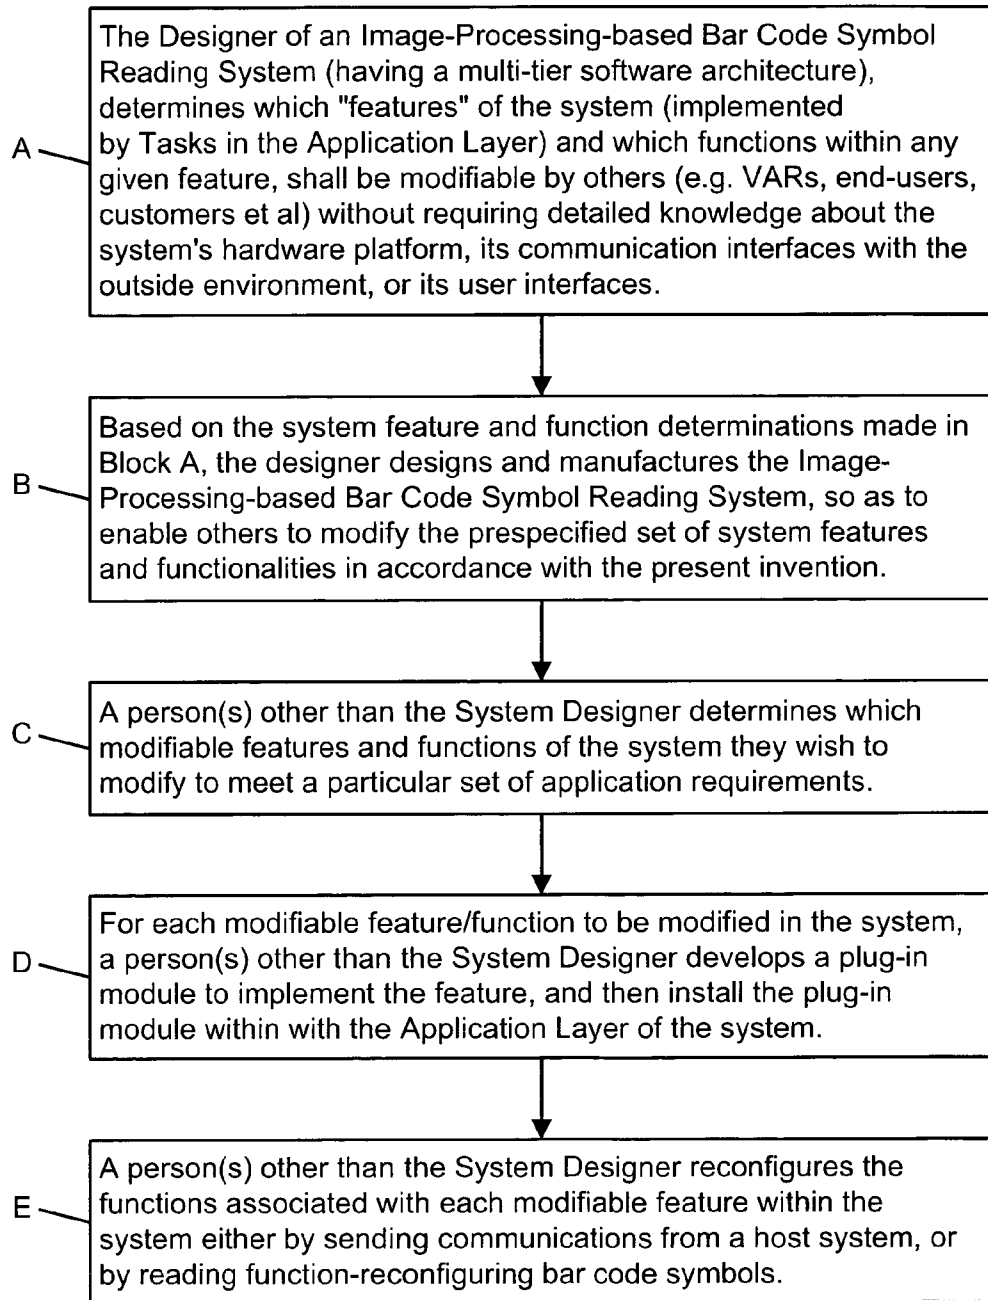 The Designer of an Image-Processing-based Bar Code Symbol
Reading System (having a multi-tier software architecture),
determines which "features" of the system (implemented
by Tasks in the Application Layer) and which functions within any
given feature, shall be modifiable by others (e.g. VARs, end-users,
customers et al) without requiring detailed knowledge about the
system's hardware platform, its communication interfaces with the
outside environment, or its user interfaces.
A
Based on the system feature and function determinations made in
Block A, the designer designs and manufactures the Image-
Processing-based Bar Code Symbol Reading System, so as to
enable others to modify the prespecified set of system features
and functionalities in accordance with the present invention.
B
A person(s) other than the System Designer determines which
modifiable features and functions of the system they wish to
modify to meet a particular set of application requirements.
C
For each modifiable feature/function to be modified in the system,
a person(s) other than the System Designer develops a plug-in
module to implement the feature, and then install the plug-in
module within with the Application Layer of the system.
D
A person(s) other than the System Designer reconfigures the
functions associated with each modifiable feature within the
system either by sending communications from a host system, or
by reading function-reconfiguring bar code symbols.
E